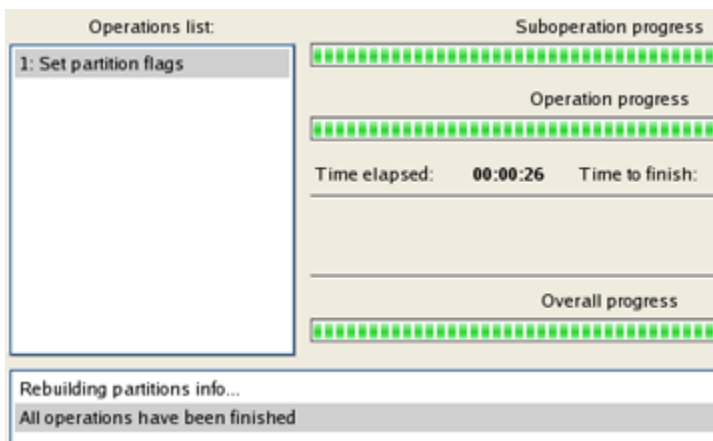 Operations list:
1: Set partition flags
Suboperation progress
Operation progress
Time elapsed: 00:00:26 Time to finish:
Overall progress
Rebuilding partitions info...
All operations have been finished